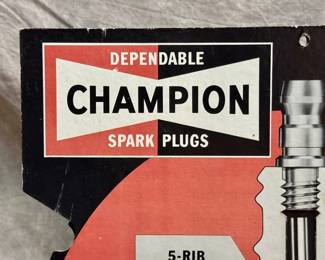 DEPENDABLE
CHAMPION
SPARK PLUGS
5-RIB